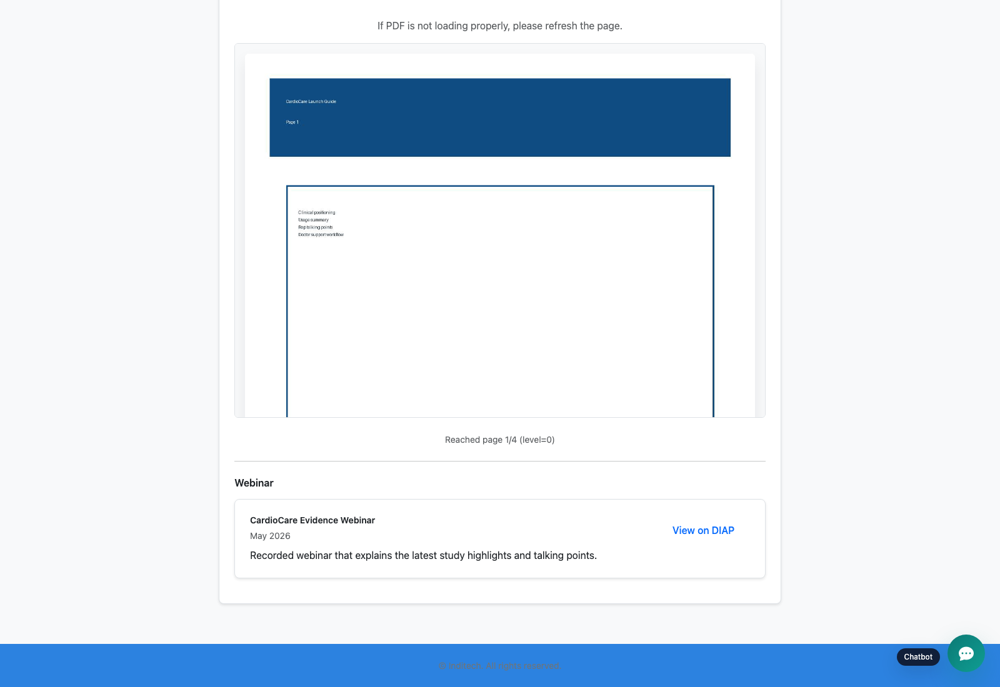 If PDF is not loading properly, please refresh the page.
CardioCare Launch Guide
Page 1
Clinical positioning
Usage summary
Rep talking points
Doctor support workflow
Reached page 1/4 (level=0)
Webinar
CardioCare Evidence Webinar
May 2026
View on DIAP
Recorded webinar that explains the latest study highlights and talking points.
All rights reserved.
Chatbot